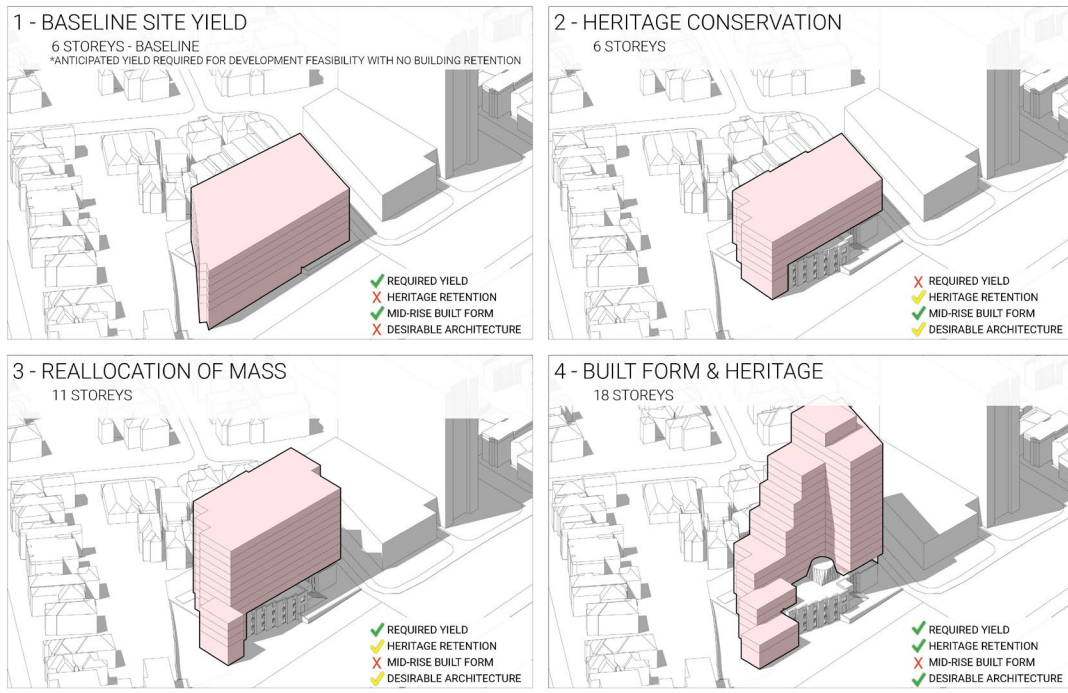 1 - BASELINE SITE YIELD
6 STOREYS - BASELINE
*ANTICIPATED YIELD REQUIRED FOR DEVELOPMENT FEASIBILITY WITH NO BUILDING RETENTION
REQUIRED YIELD
HERITAGE RETENTION
MID-RISE BUILT FORM
DESIRABLE ARCHITECTURE
2 - HERITAGE CONSERVATION
6 STOREYS
REQUIRED YIELD
HERITAGE RETENTION
MID-RISE BUILT FORM
DESIRABLE ARCHITECTURE
3 - REALLOCATION OF MASS
11 STOREYS
REQUIRED YIELD
HERITAGE RETENTION
MID-RISE BUILT FORM
DESIRABLE ARCHITECTURE
4 - BUILT FORM & HERITAGE
18 STOREYS
REQUIRED YIELD
HERITAGE RETENTION
MID-RISE BUILT FORM
DESIRABLE ARCHITECTURE